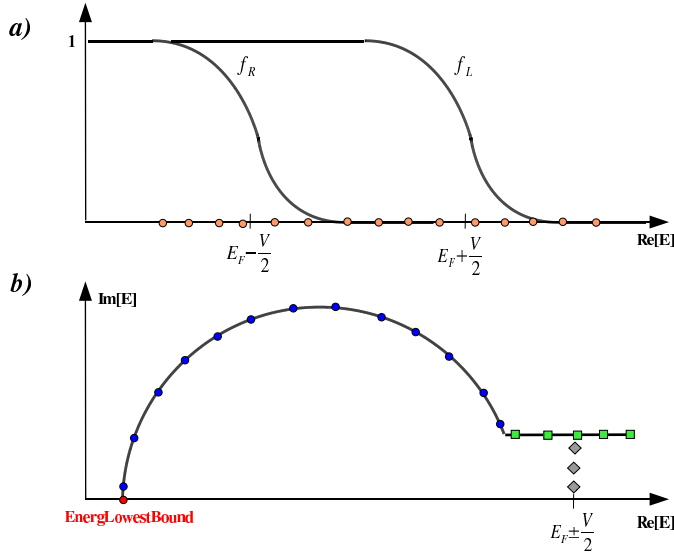 a)
1
f_R
f_L
E_F − V/2
E_F + V/2
Re[E]
b)
Im[E]
EnergLowestBound
E_F ± V/2
Re[E]